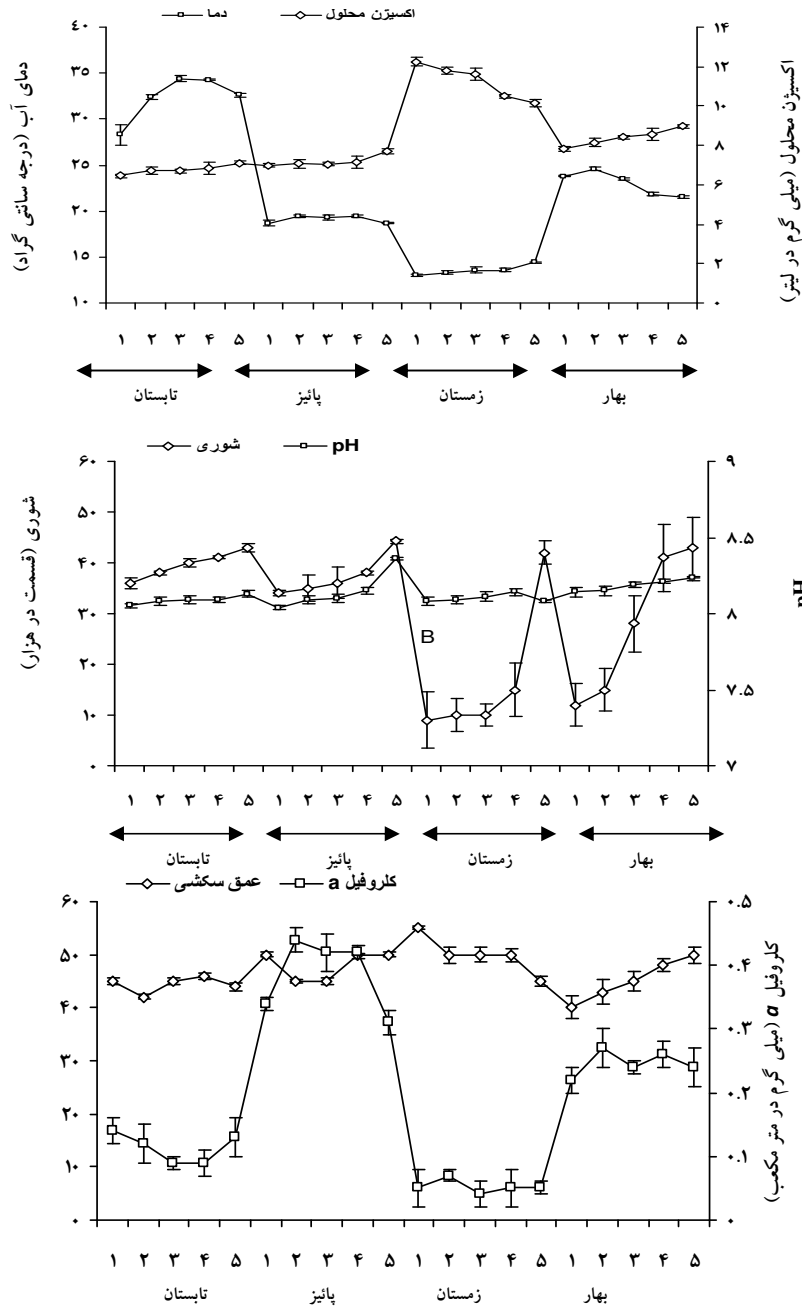 دما اکسیژن محلول
دمای آب (درجه سانتی گراد)
۴۰
۳۵
۳۰
۲۵
۲۰
۱۵
۱۰
۱۴
۱۲
۱۰
۸
۶
۴
۲
۰
اکسیژن محلول (میلی گرم در لیتر)
۱ ۲ ۳ ۴ ۵ ۱ ۲ ۳ ۴ ۵ ۱ ۲ ۳ ۴ ۵ ۱ ۲ ۳ ۴ ۵
تابستان پائیز زمستان بهار
شوری pH
شوری (قسمت در هزار)
۶۰
۵۰
۴۰
۳۰
۲۰
۱۰
۰
۹
۸.۵
۸
۷.۵
۷
pH
B
۱ ۲ ۳ ۴ ۵ ۱ ۲ ۳ ۴ ۵ ۱ ۲ ۳ ۴ ۵ ۱ ۲ ۳ ۴ ۵
تابستان پائیز زمستان بهار
عمق سکشی کلروفیل a
۶۰
۵۰
۴۰
۳۰
۲۰
۱۰
۰
۰.۵
۰.۴
۰.۳
۰.۲
۰.۱
۰
کلروفیل a (میلی گرم در متر مکعب)
۱ ۲ ۳ ۴ ۵ ۱ ۲ ۳ ۴ ۵ ۱ ۲ ۳ ۴ ۵ ۱ ۲ ۳ ۴ ۵
تابستان پائیز زمستان بهار